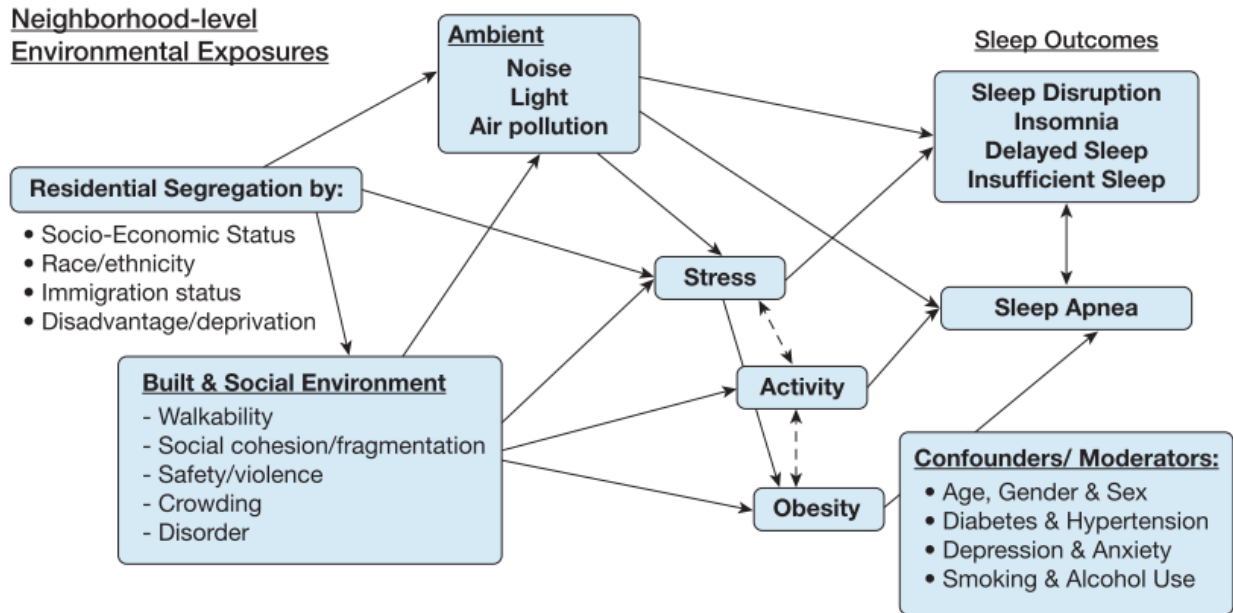 Neighborhood-level
Environmental Exposures
Ambient
Noise
Light
Air pollution
Sleep Outcomes
Sleep Disruption
Insomnia
Delayed Sleep
Insufficient Sleep
Residential Segregation by:
• Socio-Economic Status
• Race/ethnicity
• Immigration status
• Disadvantage/deprivation
Stress
Sleep Apnea
Built & Social Environment
- Walkability
- Social cohesion/fragmentation
- Safety/violence
- Crowding
- Disorder
Activity
Obesity
Confounders/ Moderators:
• Age, Gender & Sex
• Diabetes & Hypertension
• Depression & Anxiety
• Smoking & Alcohol Use